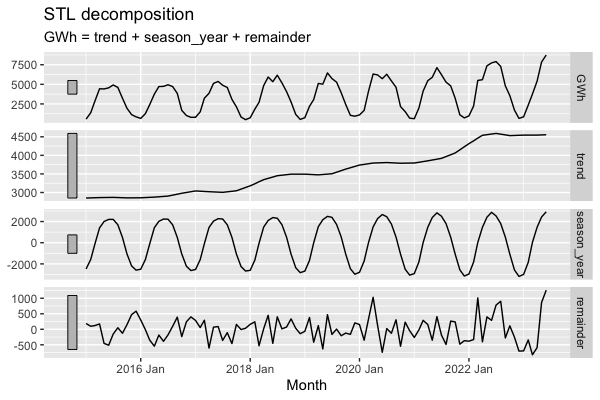 STL decomposition
GWh = trend + season_year + remainder
7500
5000
2500
GWh
4500
4000
3500
3000
trend
2000
0
-2000
season_year
1000
500
0
-500
remainder
2016 Jan 2018 Jan 2020 Jan 2022 Jan
Month